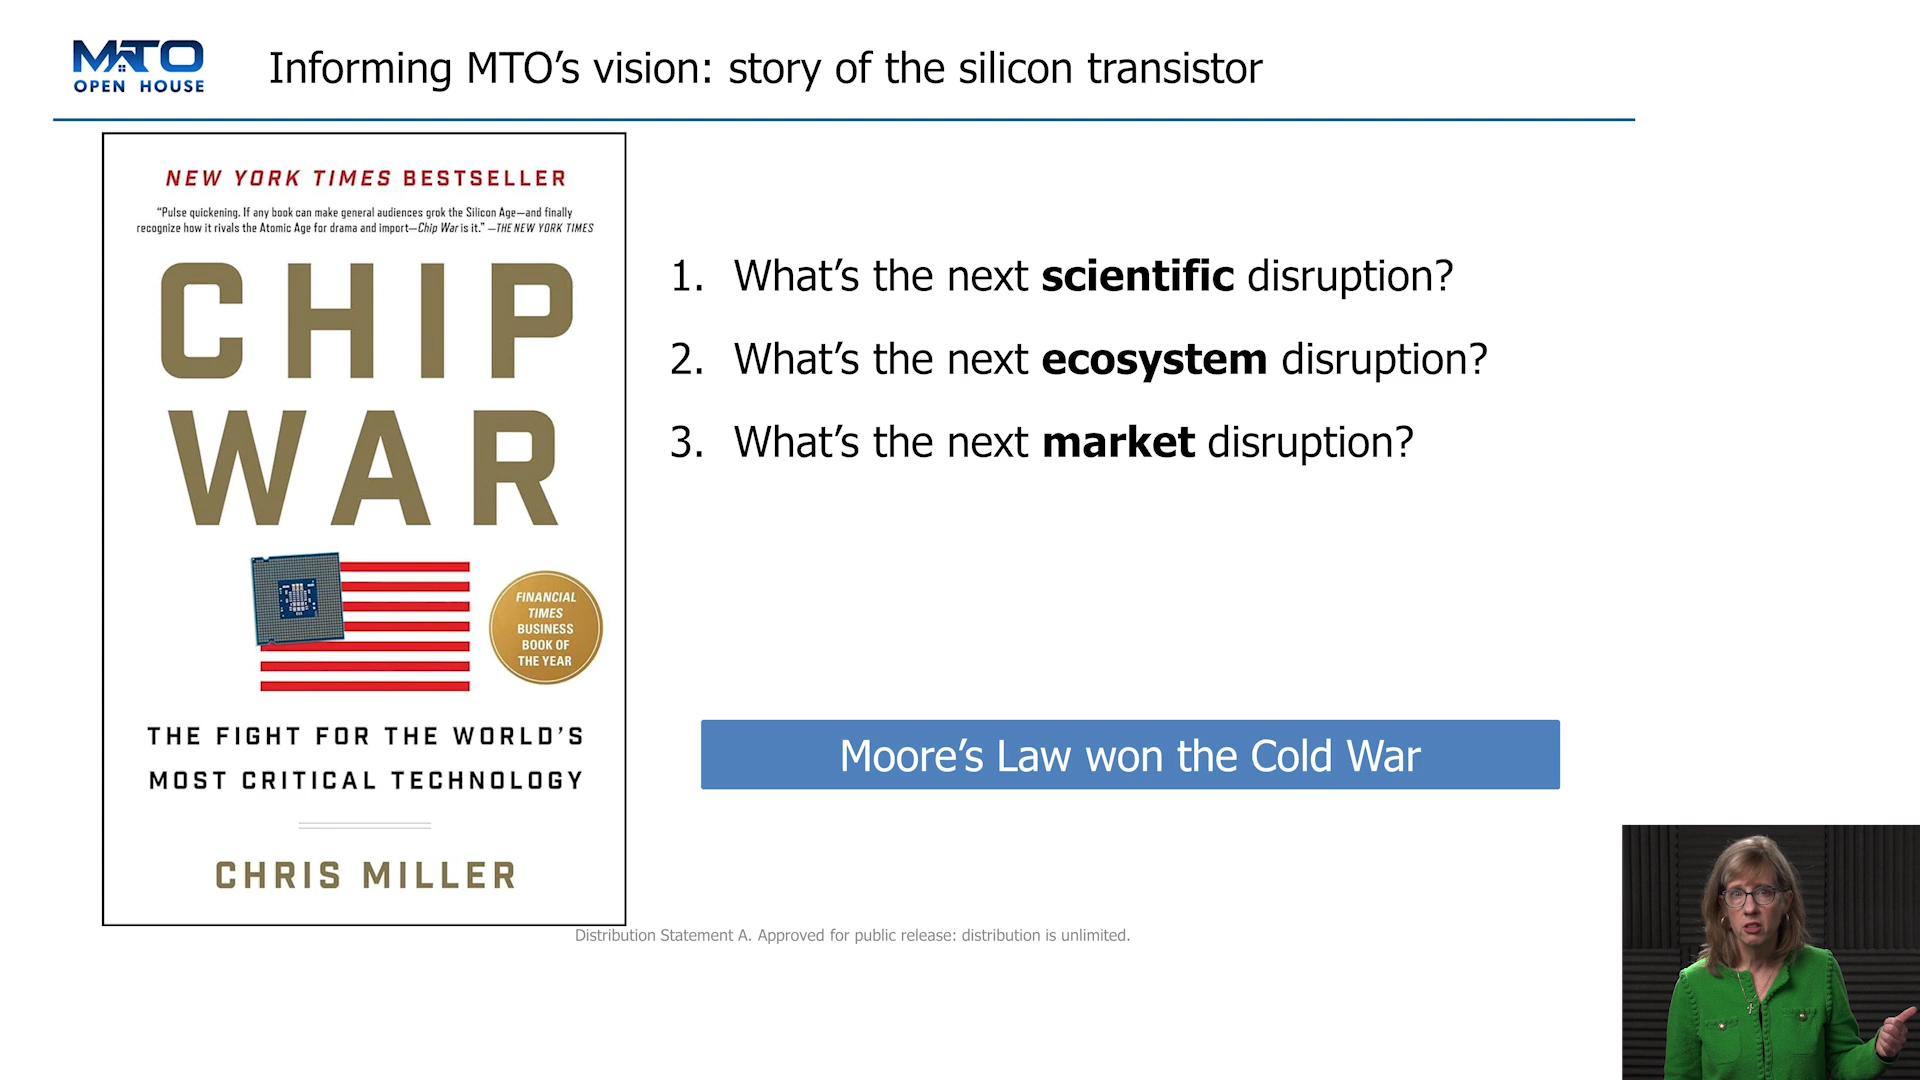 MTO
OPEN HOUSE
Informing MTO’s vision: story of the silicon transistor
NEW YORK TIMES BESTSELLER
“Pulse quickening. If any book can make general audiences grok the Silicon Age—and finally
recognize how it rivals the Atomic Age for drama and import—Chip War is it.” —THE NEW YORK TIMES
CHIP
WAR
FINANCIAL
TIMES
BUSINESS
BOOK OF
THE YEAR
THE FIGHT FOR THE WORLD’S
MOST CRITICAL TECHNOLOGY
CHRIS MILLER
1. What’s the next scientific disruption?
2. What’s the next ecosystem disruption?
3. What’s the next market disruption?
Moore’s Law won the Cold War
Distribution Statement A. Approved for public release: distribution is unlimited.